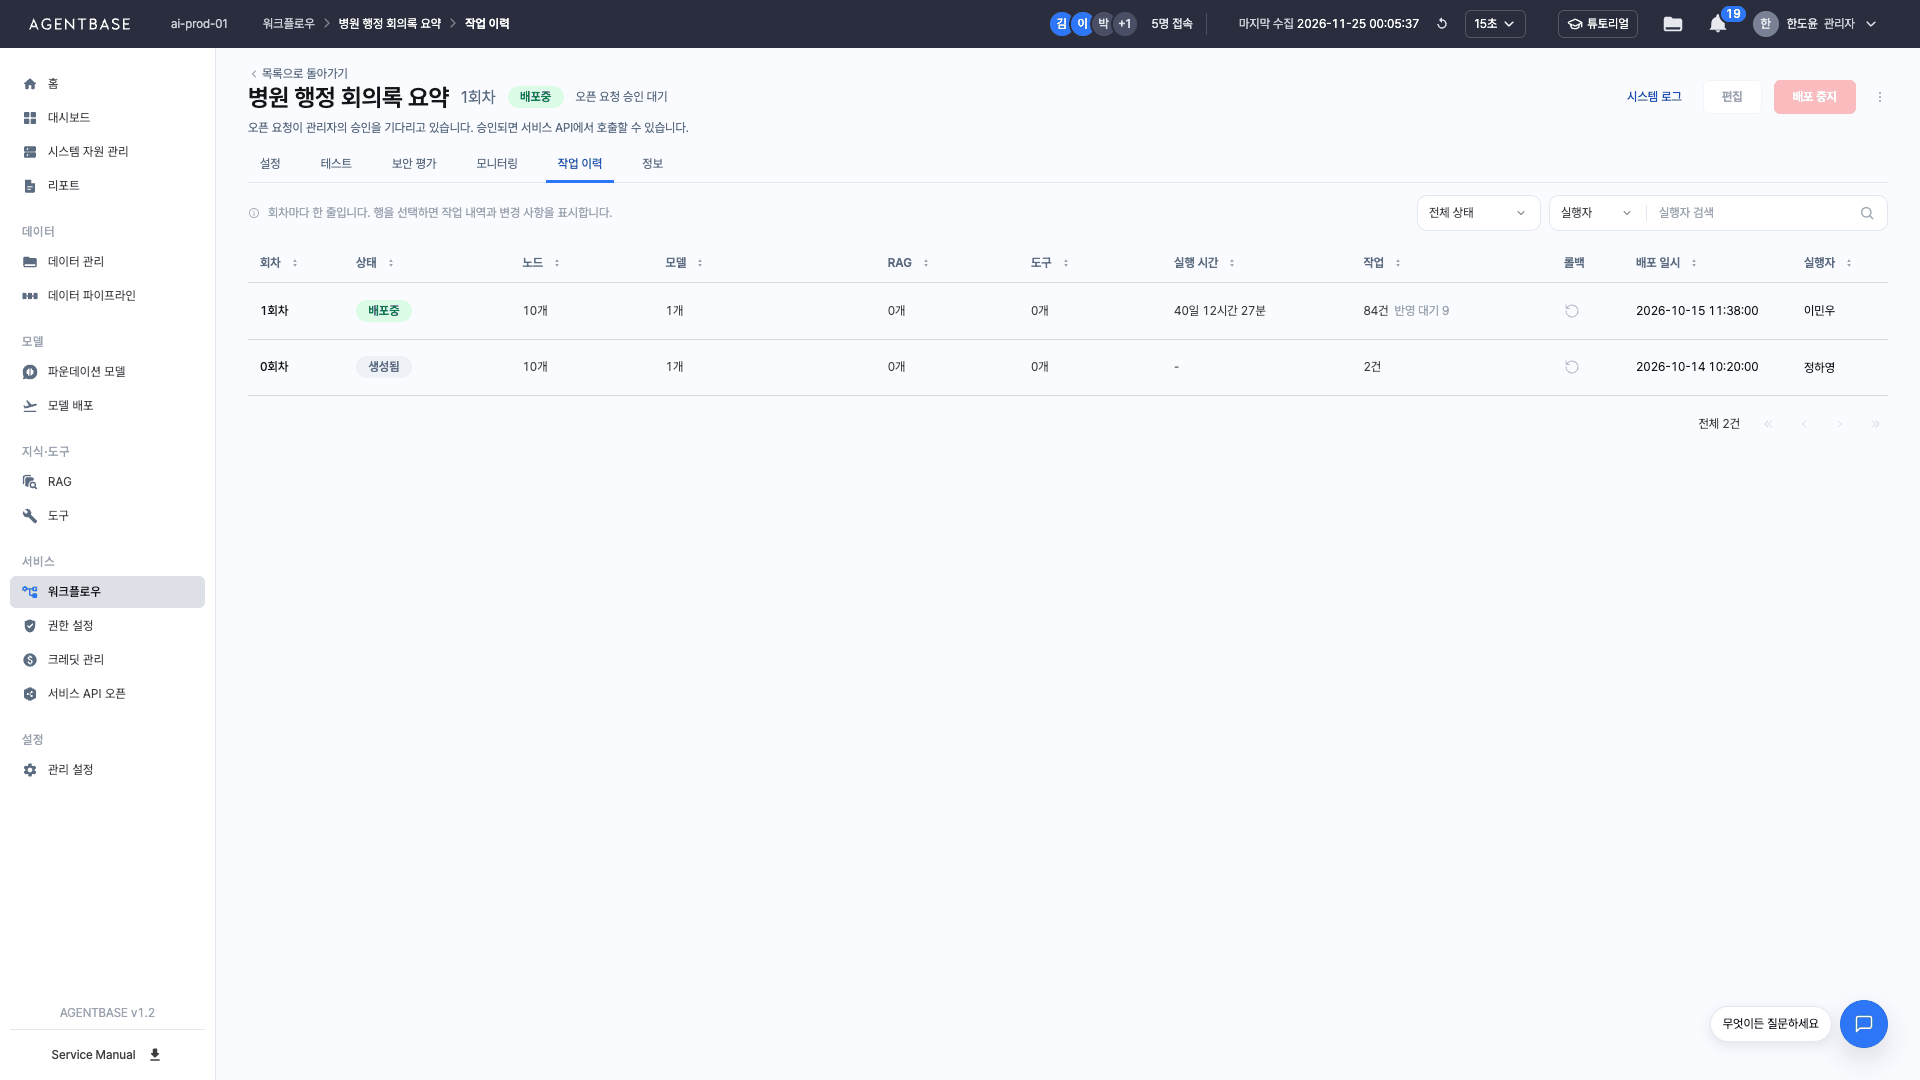 AGENTBASE ai-prod-01 워크플로우 병원 행정 회의록 요약 작업 이력 김 이 박 +1 5명 접속 마지막 수집 2026-11-25 00:05:37 15초 튜토리얼 19 한 한도윤 관리자
홈
대시보드
시스템 자원 관리
리포트
데이터
데이터 관리
데이터 파이프라인
모델
파운데이션 모델
모델 배포
지식·도구
RAG
도구
서비스
워크플로우
권한 설정
크레딧 관리
서비스 API 오픈
설정
관리 설정
AGENTBASE v1.2
Service Manual
목록으로 돌아가기
병원 행정 회의록 요약 1회차 배포중 오픈 요청 승인 대기 시스템 로그 편집 배포 중지
오픈 요청이 관리자의 승인을 기다리고 있습니다. 승인되면 서비스 API에서 호출할 수 있습니다.
설정 테스트 보안 평가 모니터링 작업 이력 정보
회차마다 한 줄입니다. 행을 선택하면 작업 내역과 변경 사항을 표시합니다. 전체 상태 실행자 실행자 검색
회차 상태 노드 모델 RAG 도구 실행 시간 작업 롤백 배포 일시 실행자
1회차 배포중 10개 1개 0개 0개 40일 12시간 27분 84건 반영 대기 9 2026-10-15 11:38:00 이민우
0회차 생성됨 10개 1개 0개 0개 - 2건 2026-10-14 10:20:00 정하영
전체 2건
무엇이든 질문하세요